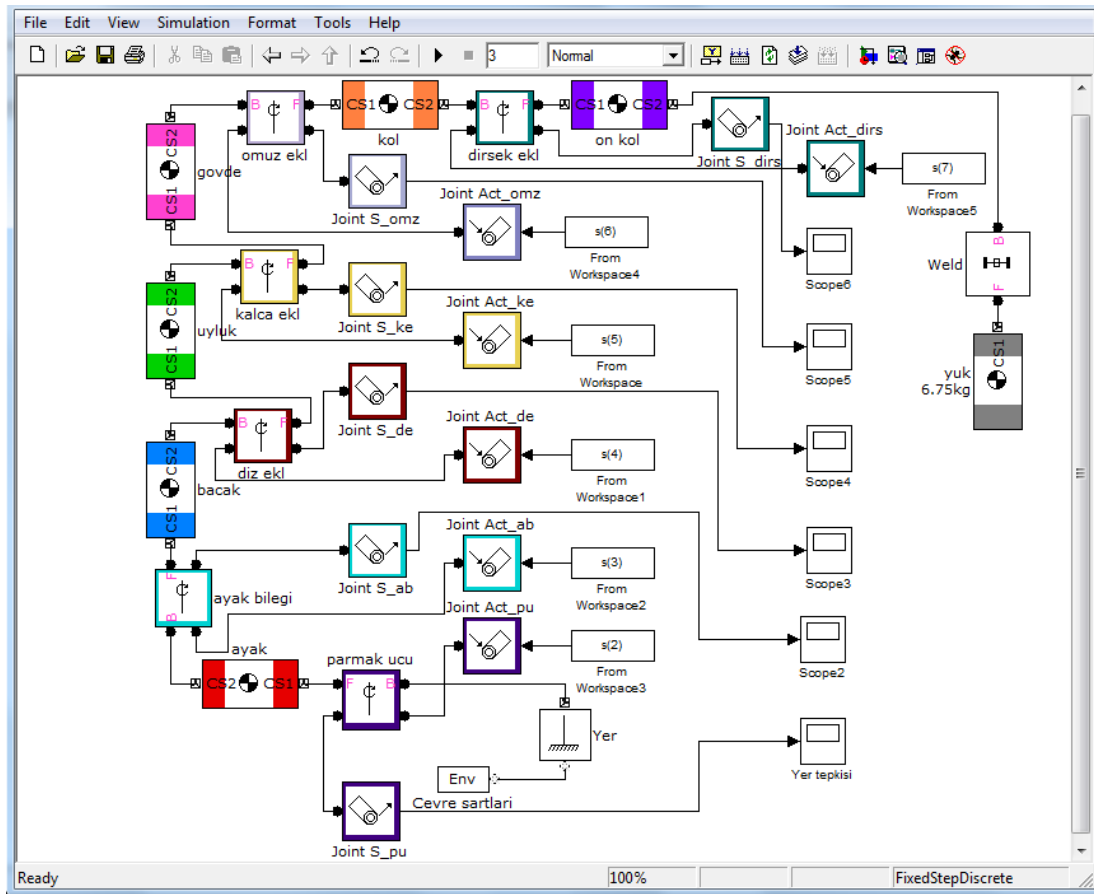 File Edit View Simulation Format Tools Help
3 Normal
B F
omuz ekl
CS1 CS2
kol
B F
dirsek ekl
CS1 CS2
on kol
Joint S_dirs
Joint Act_dirs
s(7)
From
Workspace5
CS2
CS1
govde
Joint S_omz
Joint Act_omz
s(6)
From
Workspace4
Scope6
B
F
Weld
B F
kalca ekl
CS2
CS1
uyluk
Joint S_ke
Joint Act_ke
s(5)
From
Workspace
Scope5
CS1
yuk
6.75kg
B F
diz ekl
Joint S_de
Joint Act_de
s(4)
From
Workspace1
Scope4
CS2
CS1
bacak
F
B
ayak bilegi
Joint S_ab
Joint Act_ab
s(3)
From
Workspace2
Scope3
ayak
CS2 CS1
parmak ucu
F B
Joint Act_pu
s(2)
From
Workspace3
Scope2
Yer
Env
Cevre sartlari
Joint S_pu
Yer tepkisi
Ready 100% FixedStepDiscrete